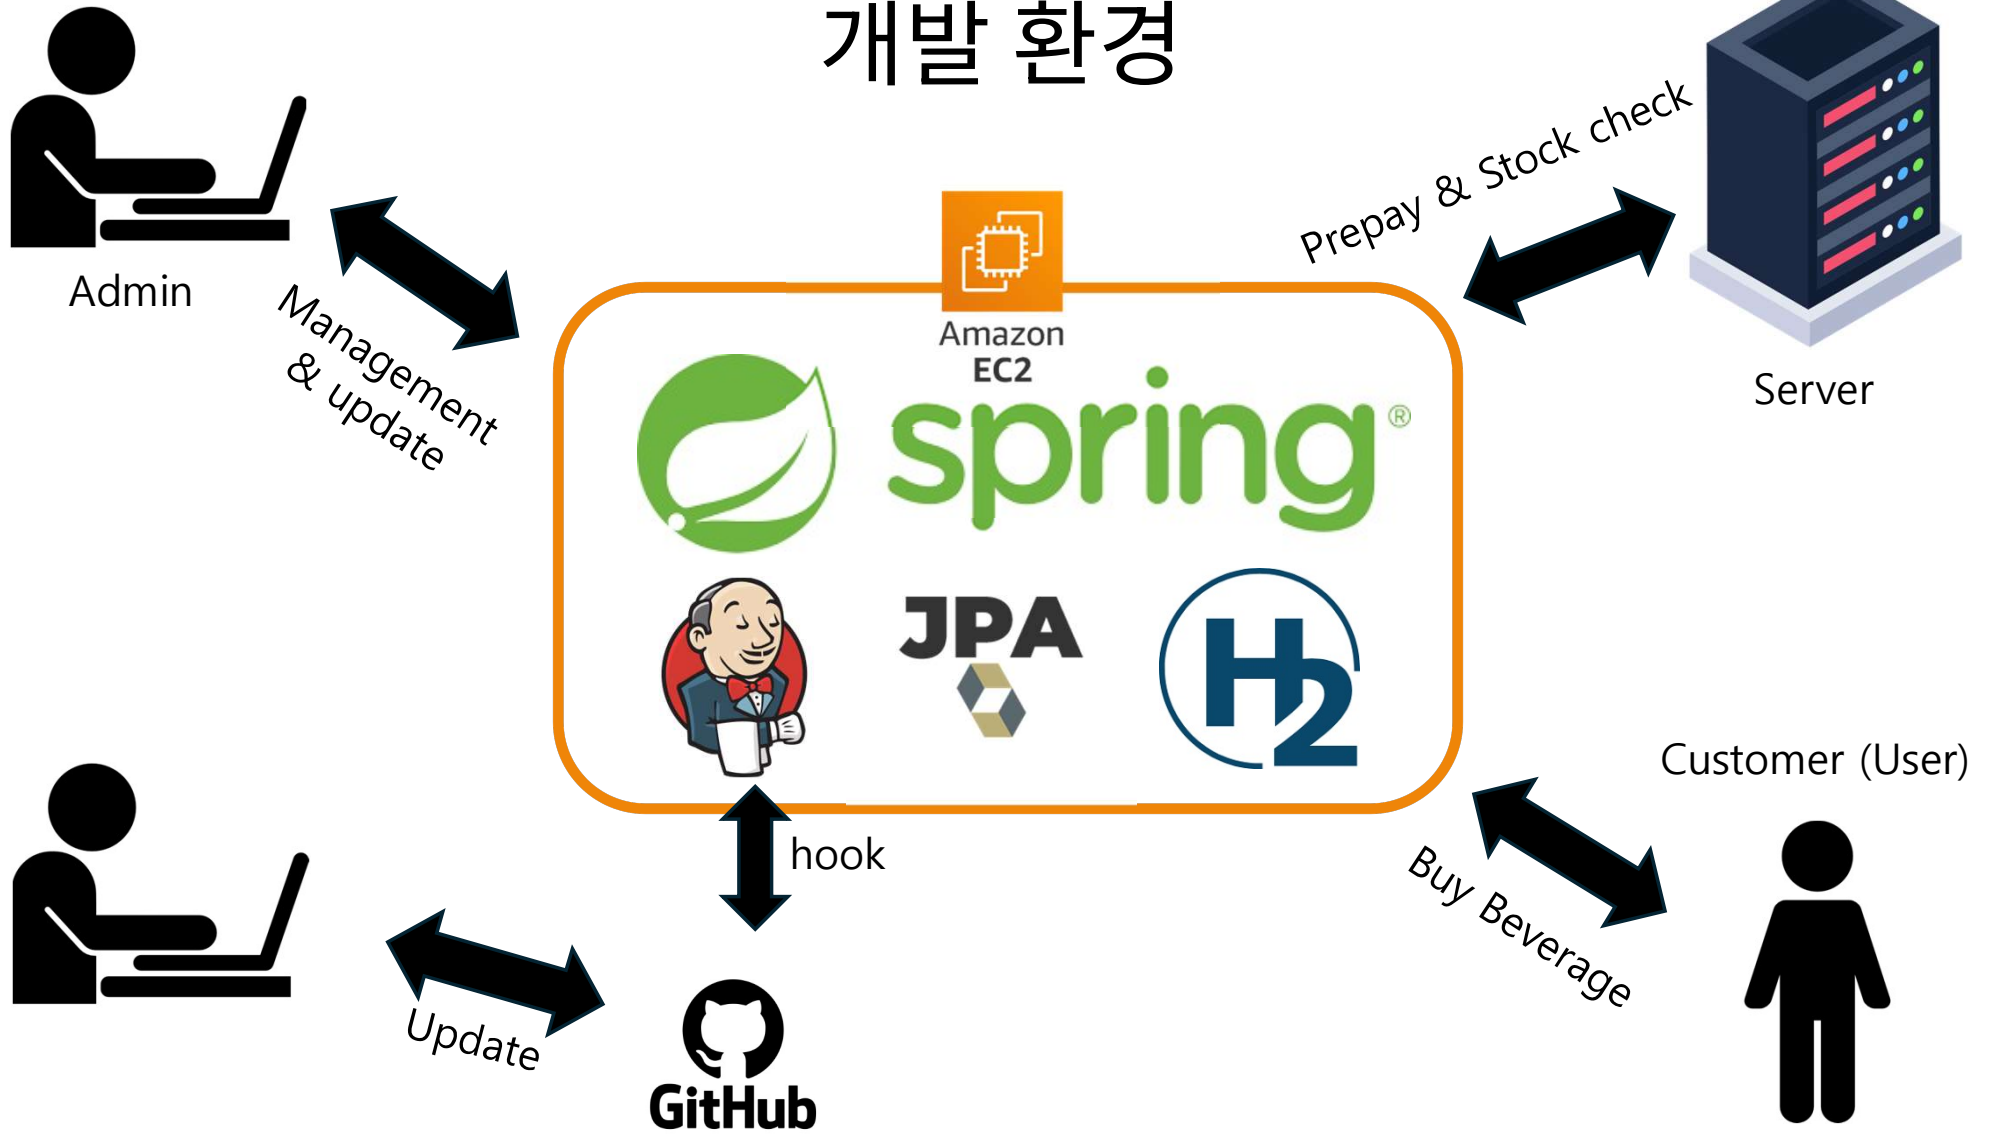 개발 환경
Admin
Management
& update
Prepay & Stock check
Server
Amazon
EC2
spring®
JPA
H2
hook
Update
GitHub
Customer (User)
Buy Beverage